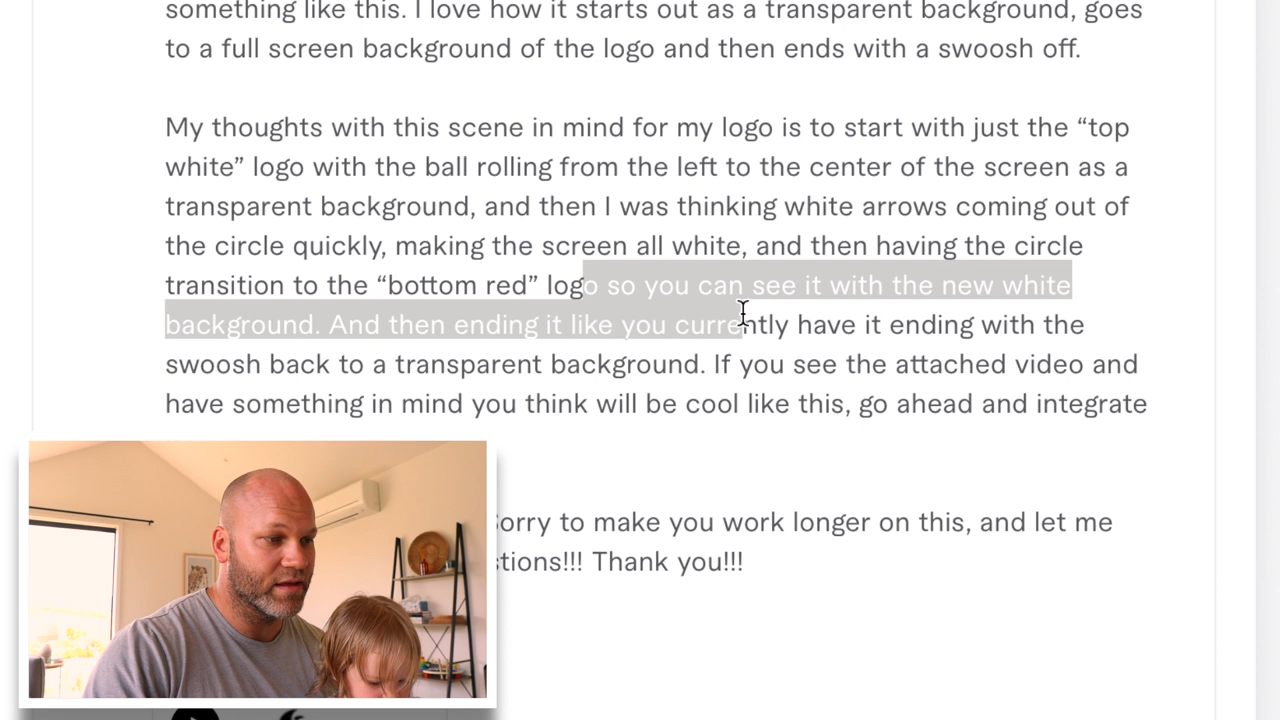 something like this. I love how it starts out as a transparent background, goes
to a full screen background of the logo and then ends with a swoosh off.
My thoughts with this scene in mind for my logo is to start with just the “top
white” logo with the ball rolling from the left to the center of the screen as a
transparent background, and then I was thinking white arrows coming out of
the circle quickly, making the screen all white, and then having the circle
transition to the “bottom red” logo so you can see it with the new white
background. And then ending it like you currently have it ending with the
swoosh back to a transparent background. If you see the attached video and
have something in mind you think will be cool like this, go ahead and integrate
Sorry to make you work longer on this, and let me
stions!!! Thank you!!!